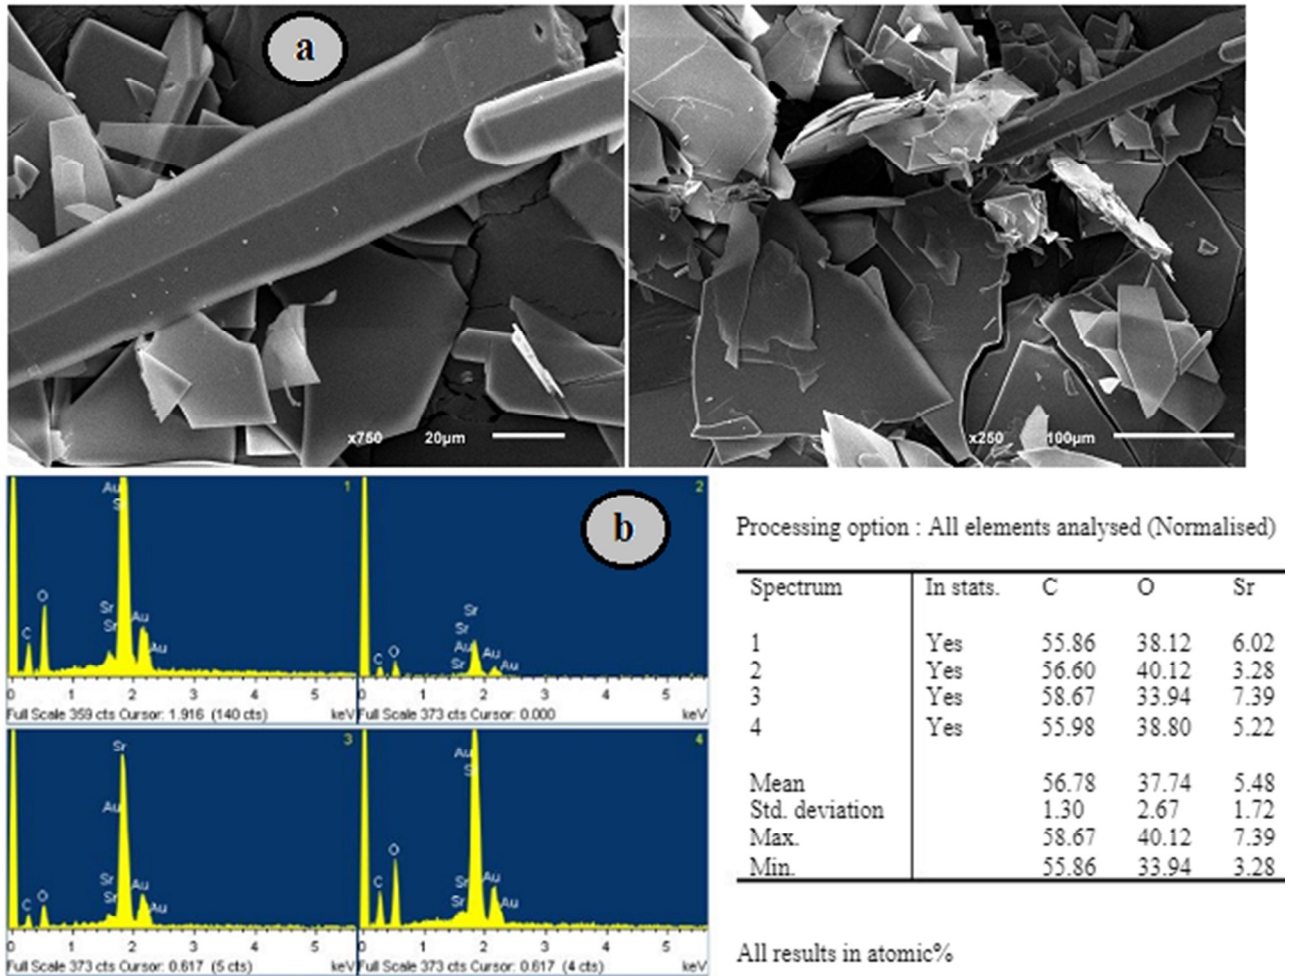 a
x750 20µm
x250 100µm
b
1
Au
S
O
C
Sr
Sr
Au
Au
0 1 2 3 4 5
Full Scale 359 cts Cursor: 1.916 (140 cts) keV
2
Sr
Sr
Au
Sr
C
O
Au
Au
0 1 2 3 4 5
Full Scale 373 cts Cursor: 0.000 keV
3
Sr
Au
Sr
Sr
C
O
Au
Au
0 1 2 3 4 5
Full Scale 373 cts Cursor: 0.617 (5 cts) keV
4
Au
S
O
C
Sr
Sr
Au
Au
0 1 2 3 4 5
Full Scale 373 cts Cursor: 0.617 (4 cts) keV
Processing option : All elements analysed (Normalised)
Spectrum In stats. C O Sr
1 Yes 55.86 38.12 6.02
2 Yes 56.60 40.12 3.28
3 Yes 58.67 33.94 7.39
4 Yes 55.98 38.80 5.22
Mean 56.78 37.74 5.48
Std. deviation 1.30 2.67 1.72
Max. 58.67 40.12 7.39
Min. 55.86 33.94 3.28
All results in atomic%